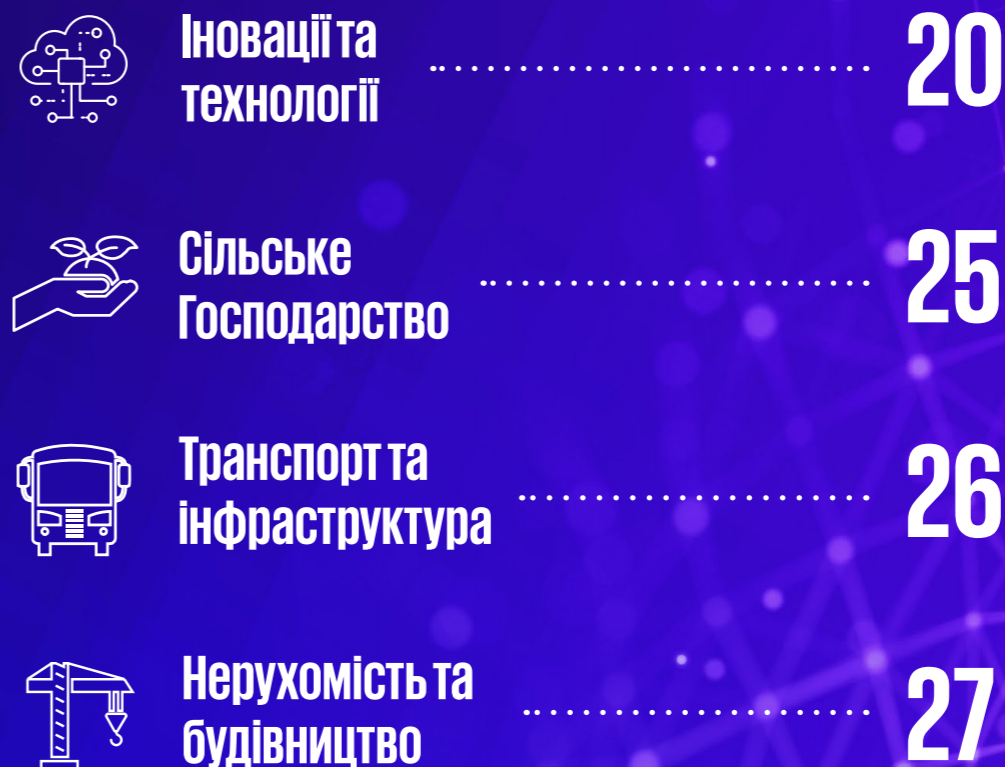 Іновації та
технології
20
Сільське
Господарство
25
Транспорт та
інфраструктура
26
Нерухомість та
будівництво
27